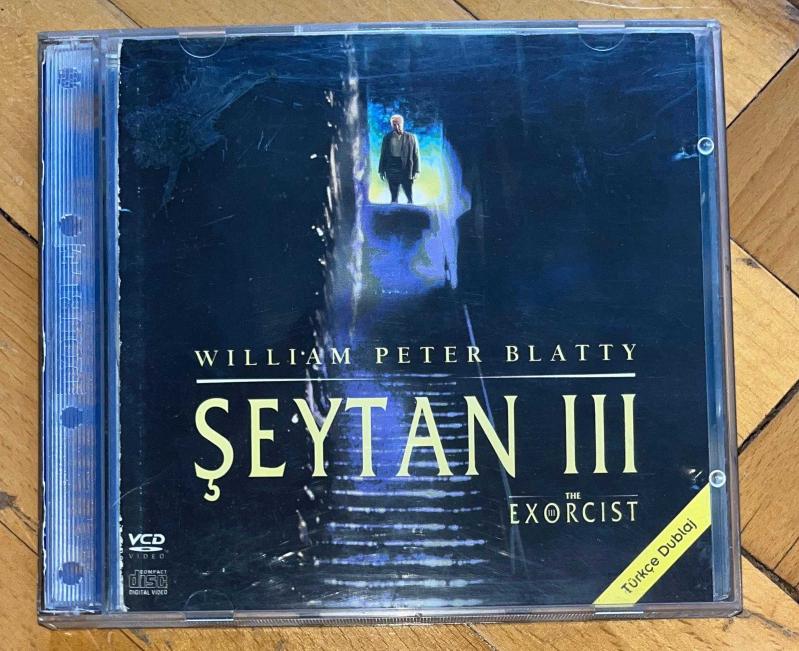 WILLIAM PETER BLATTY
ŞEYTAN III
THE
EXORCIST
III
VCD
VIDEO
COMPACT
disc
DIGITAL VIDEO
Türkçe Dublaj